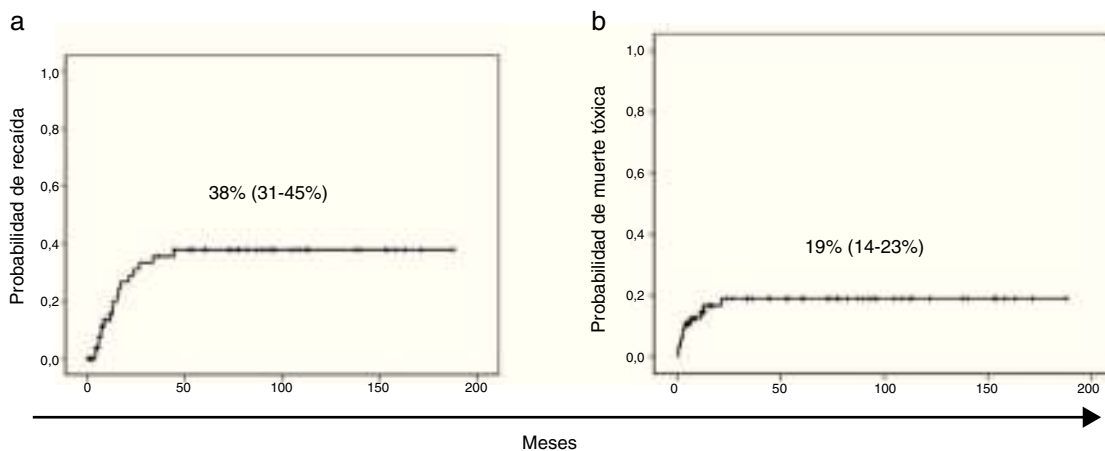 a
Probabilidad de recaída
1,0
0,8
0,6
0,4
0,2
0,0
38% (31-45%)
0 50 100 150 200
b
Probabilidad de muerte tóxica
1,0
0,8
0,6
0,4
0,2
0,0
19% (14-23%)
0 50 100 150 200
Meses